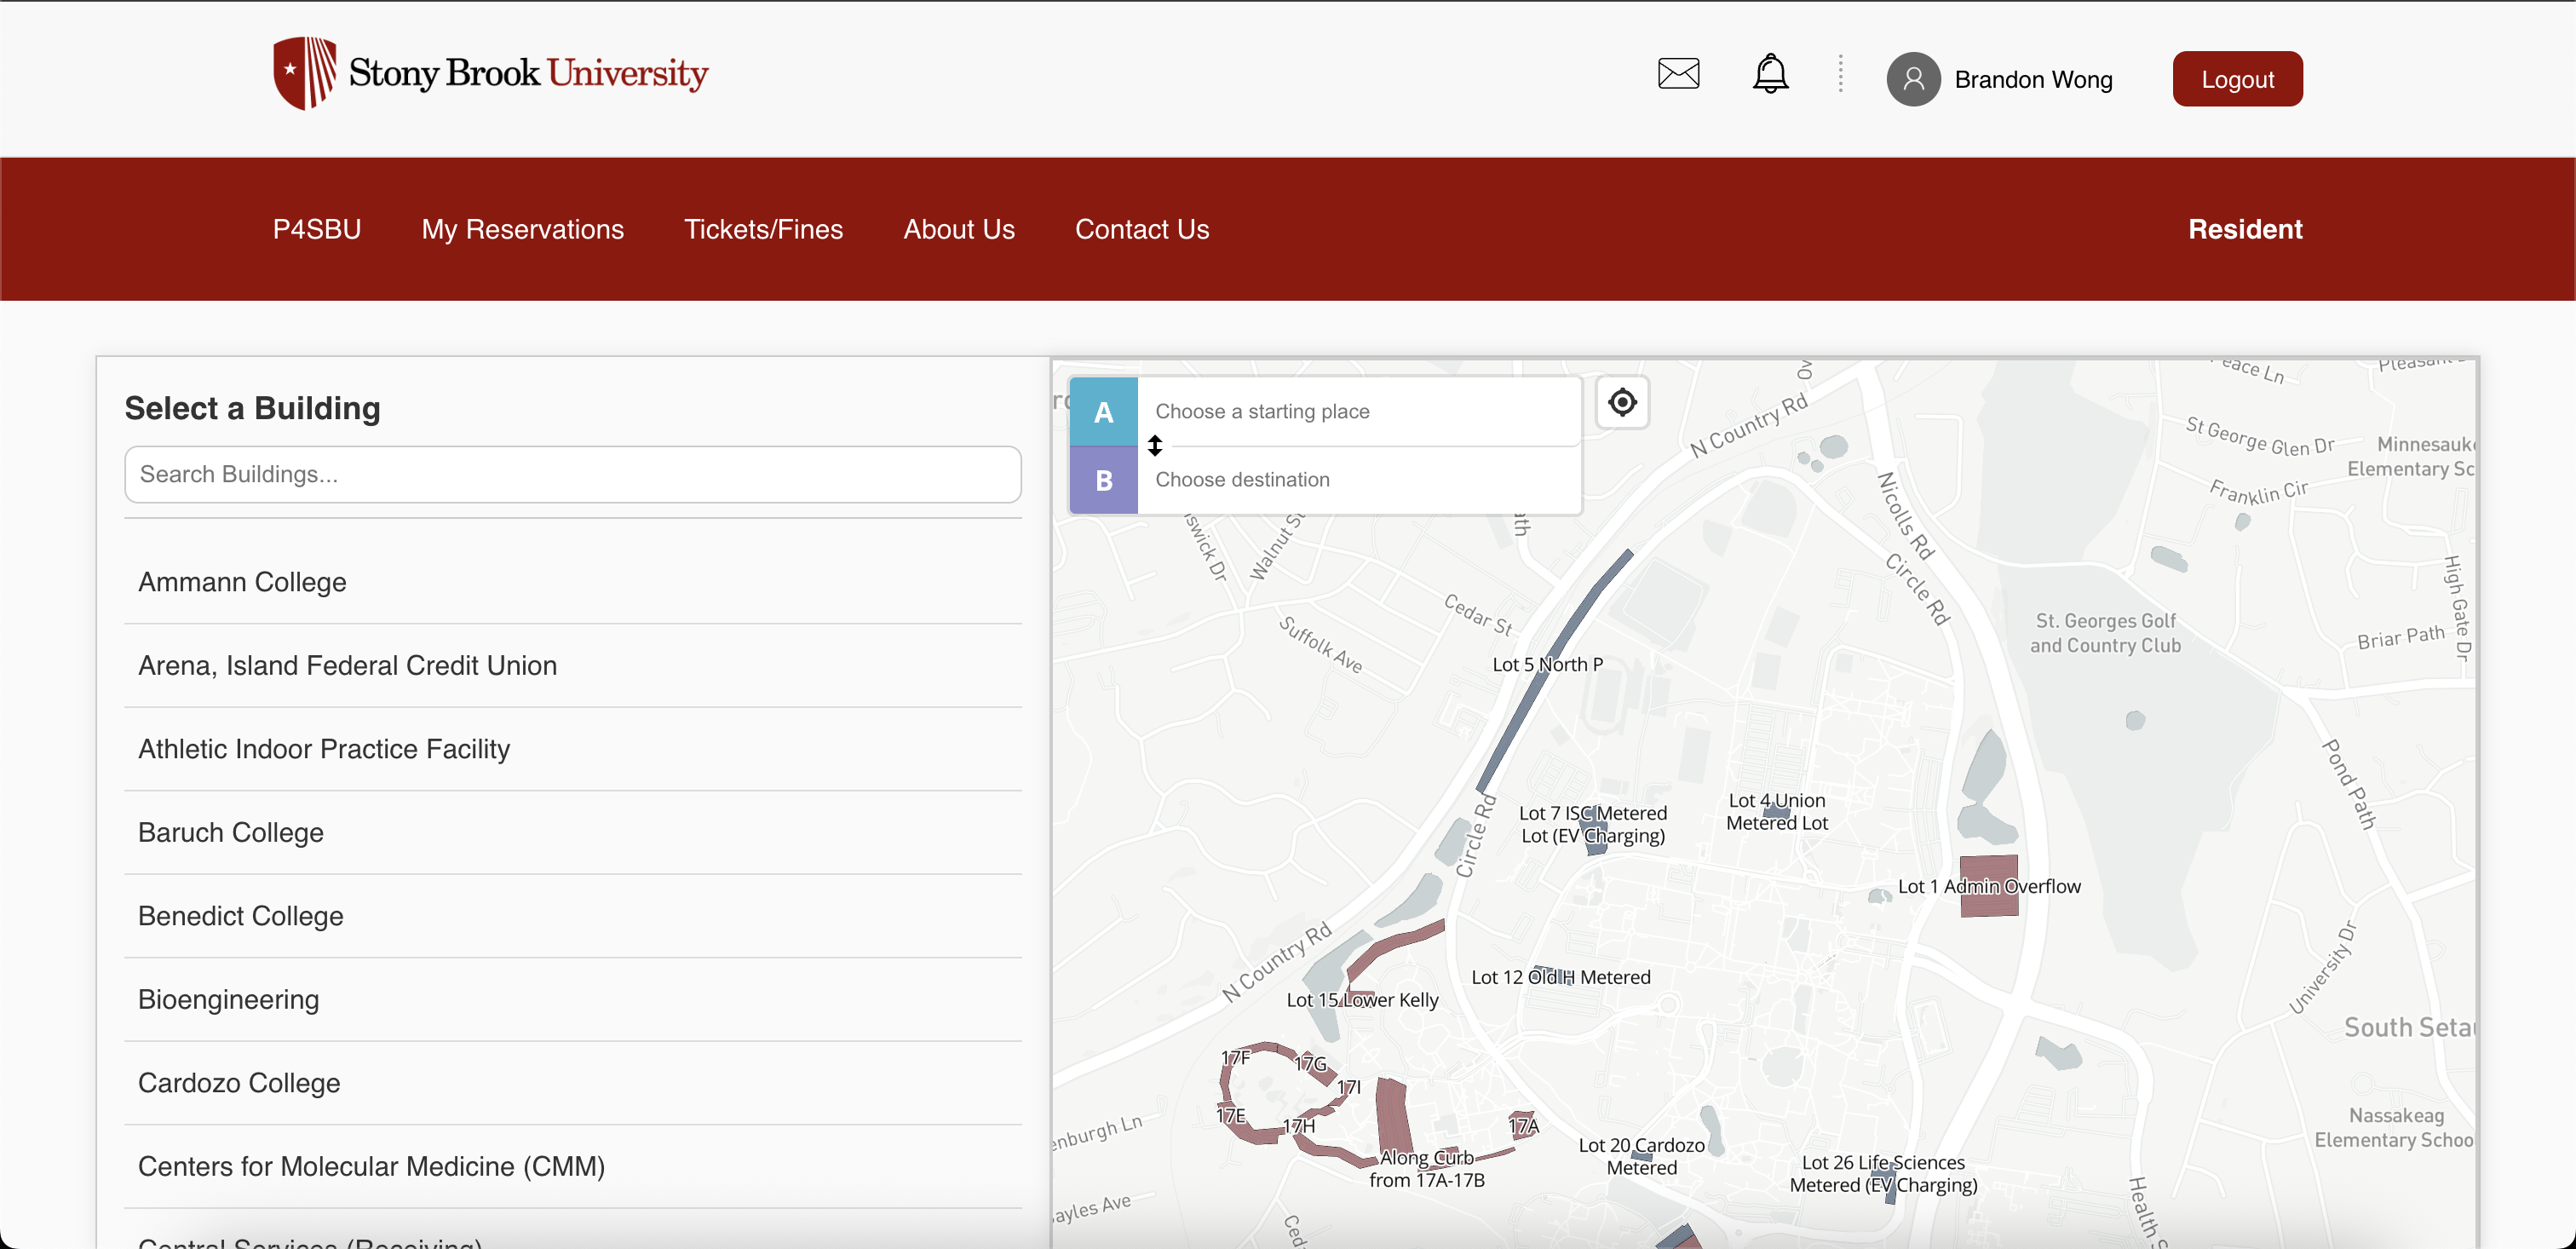 Stony Brook University
Brandon Wong
Logout
P4SBU
My Reservations
Tickets/Fines
About Us
Contact Us
Resident
Select a Building
Search Buildings...
Ammann College
Arena, Island Federal Credit Union
Athletic Indoor Practice Facility
Baruch College
Benedict College
Bioengineering
Cardozo College
Centers for Molecular Medicine (CMM)
Central Services (Receiving)
A
Choose a starting place
B
Choose destination
N Country Rd
Nicolls Rd
Circle Rd
St George Glen Dr
Franklin Cir
Elementary Sc
High Gate Dr
Briar Path
St. Georges Golf
and Country Club
Walnut St
Cedar St
Suffolk Ave
Lot 5 North P
Circle Rd
Lot 7 ISC Metered
Lot (EV Charging)
Lot 4 Union
Metered Lot
Lot 1 Admin Overflow
Pond Path
University Dr
N Country Rd
Lot 12 Old H Metered
Lot 15 Lower Kelly
17F
17G
17I
17E
17H
17A
Along Curb
from 17A-17B
Lot 20 Cardozo
Metered
Lot 26 Life Sciences
Metered (EV Charging)
South Seta
Nassakeag
Elementary Schoo
Health S